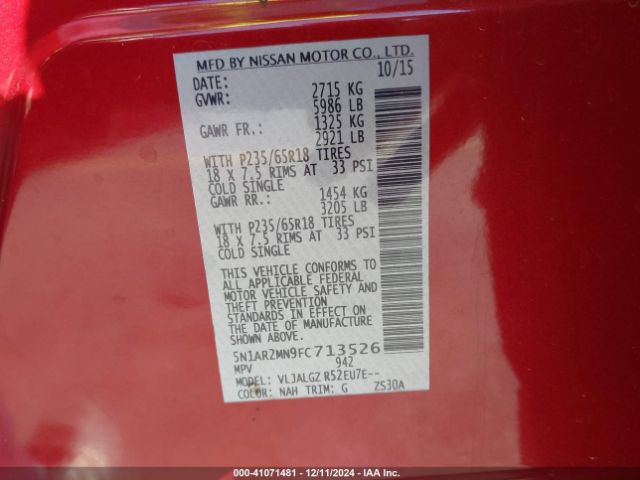 MFD BY NISSAN MOTOR CO., LTD.
DATE: 10/15
GVWR: 2715 KG
5986 LB
GAWR FR.: 1325 KG
2921 LB
WITH P235/65R18 TIRES
18 X 7.5 RIMS AT 33 PSI
COLD SINGLE
GAWR RR.: 1454 KG
3205 LB
WITH P235/65R18 TIRES
18 X 7.5 RIMS AT 33 PSI
COLD SINGLE
THIS VEHICLE CONFORMS TO
ALL APPLICABLE FEDERAL
MOTOR VEHICLE SAFETY AND
THEFT PREVENTION
STANDARDS IN EFFECT ON
THE DATE OF MANUFACTURE
SHOWN ABOVE.
5N1AR2MN9FC713526
MPV 942
MODEL: VLJALGZ R52EU7E--
COLOR: NAH TRIM: G ZS30A
000-41071481 - 12/11/2024 - IAA Inc.